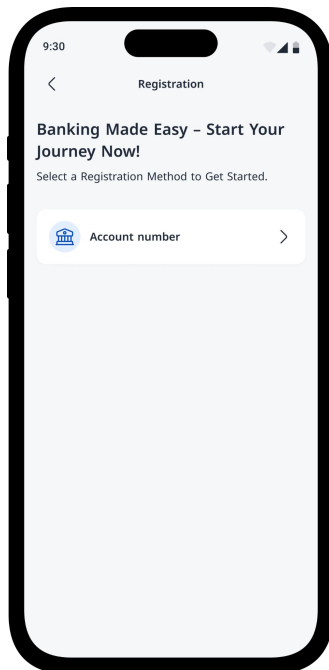 9:30
Registration
Banking Made Easy – Start Your
Journey Now!
Select a Registration Method to Get Started.
Account number